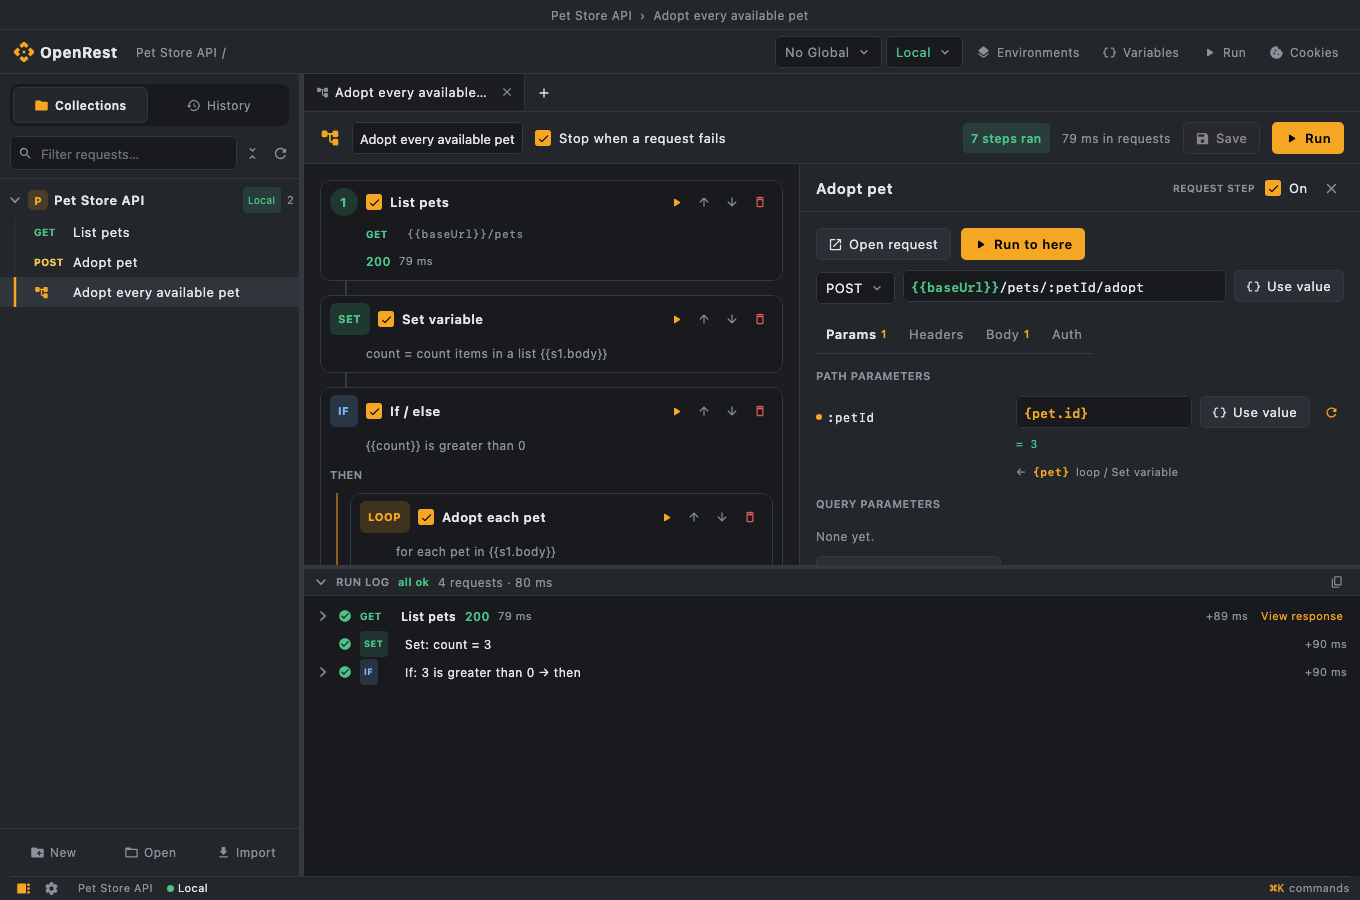 Pet Store API › Adopt every available pet
OpenRest Pet Store API /
No Global Local Environments {} Variables Run Cookies
Collections History
Adopt every available...
Adopt every available pet Stop when a request fails 7 steps ran 79 ms in requests Save Run
Filter requests...
P Pet Store API Local 2
GET List pets
POST Adopt pet
Adopt every available pet
1 List pets
GET {{baseUrl}}/pets
200 79 ms
SET Set variable
count = count items in a list {{s1.body}}
IF If / else
{{count}} is greater than 0
THEN
LOOP Adopt each pet
for each pet in {{s1.body}}
Adopt pet REQUEST STEP On
Open request Run to here
POST {{baseUrl}}/pets/:petId/adopt {} Use value
Params 1 Headers Body 1 Auth
PATH PARAMETERS
:petId {pet.id} {} Use value
= 3
← {pet} loop / Set variable
QUERY PARAMETERS
None yet.
RUN LOG all ok 4 requests · 80 ms
GET List pets 200 79 ms +89 ms View response
SET Set: count = 3 +90 ms
IF If: 3 is greater than 0 → then +90 ms
New Open Import
Pet Store API Local ⌘K commands